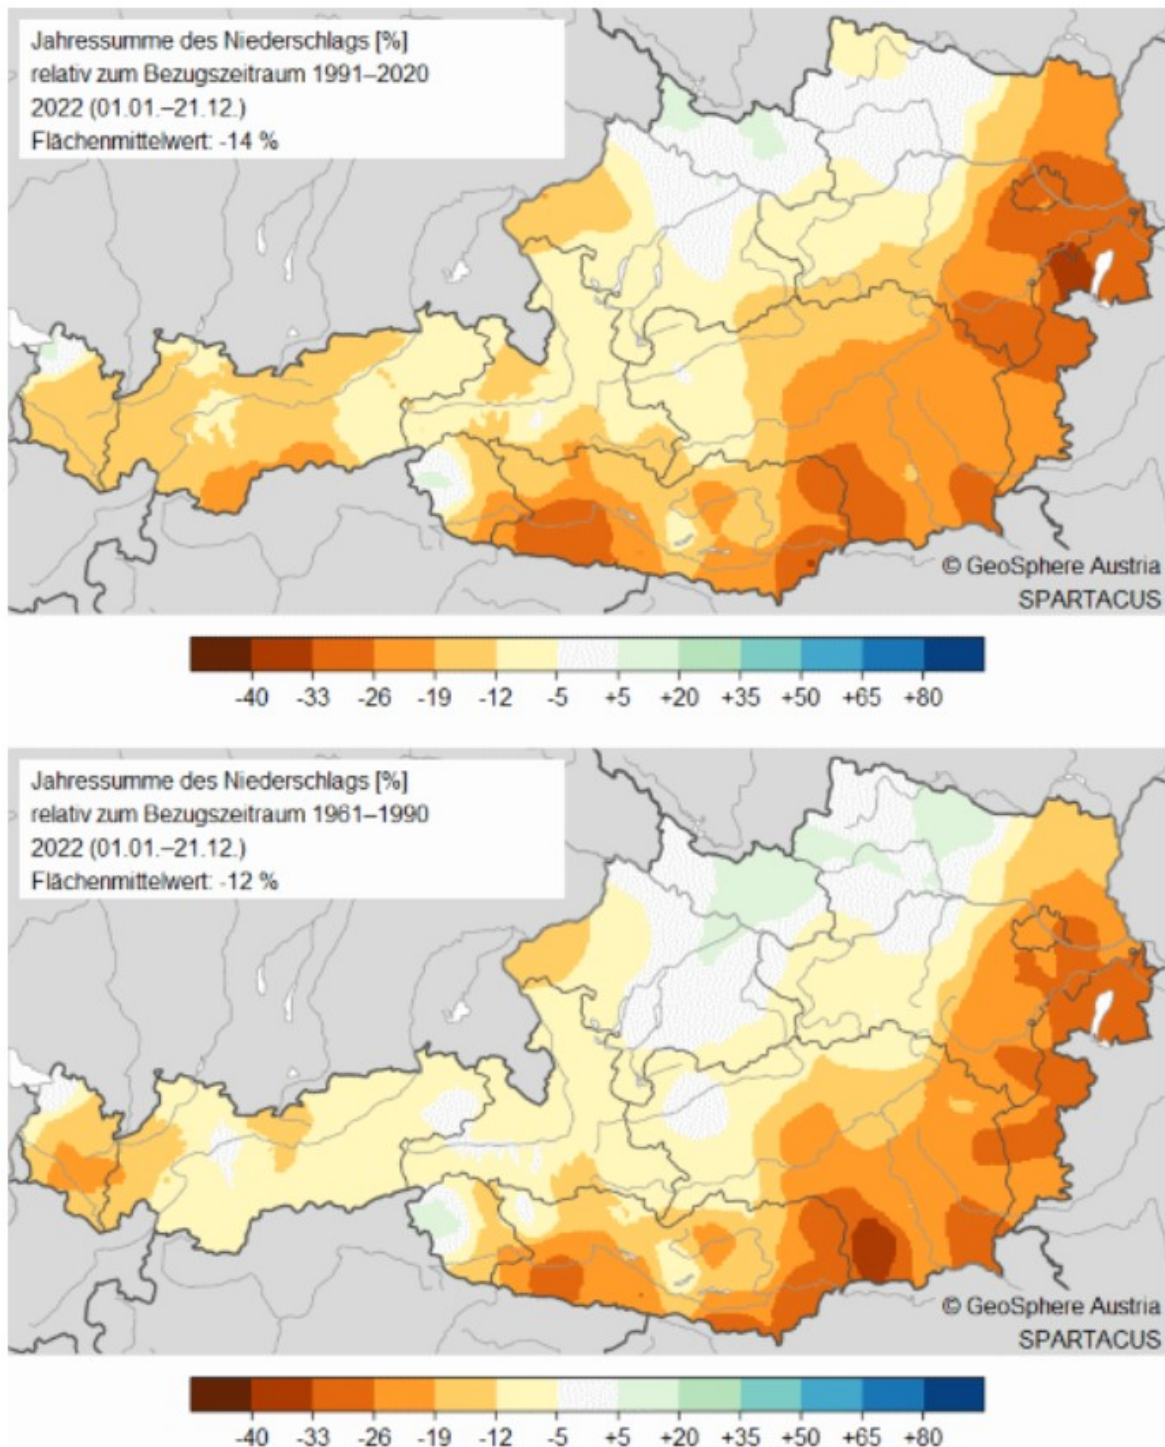 Jahressumme des Niederschlags [%]
relativ zum Bezugszeitraum 1991–2020
2022 (01.01.–21.12.)
Flächenmittelwert: -14 %
© GeoSphere Austria
SPARTACUS
-40 -33 -26 -19 -12 -5 +5 +20 +35 +50 +65 +80
Jahressumme des Niederschlags [%]
relativ zum Bezugszeitraum 1961–1990
2022 (01.01.–21.12.)
Flächenmittelwert: -12 %
© GeoSphere Austria
SPARTACUS
-40 -33 -26 -19 -12 -5 +5 +20 +35 +50 +65 +80